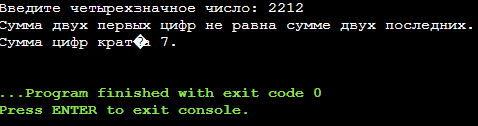 Введите четырехзначное число: 2212
Сумма двух первых цифр не равна сумме двух последних.
Сумма цифр крат�а 7.
...Program finished with exit code 0
Press ENTER to exit console.